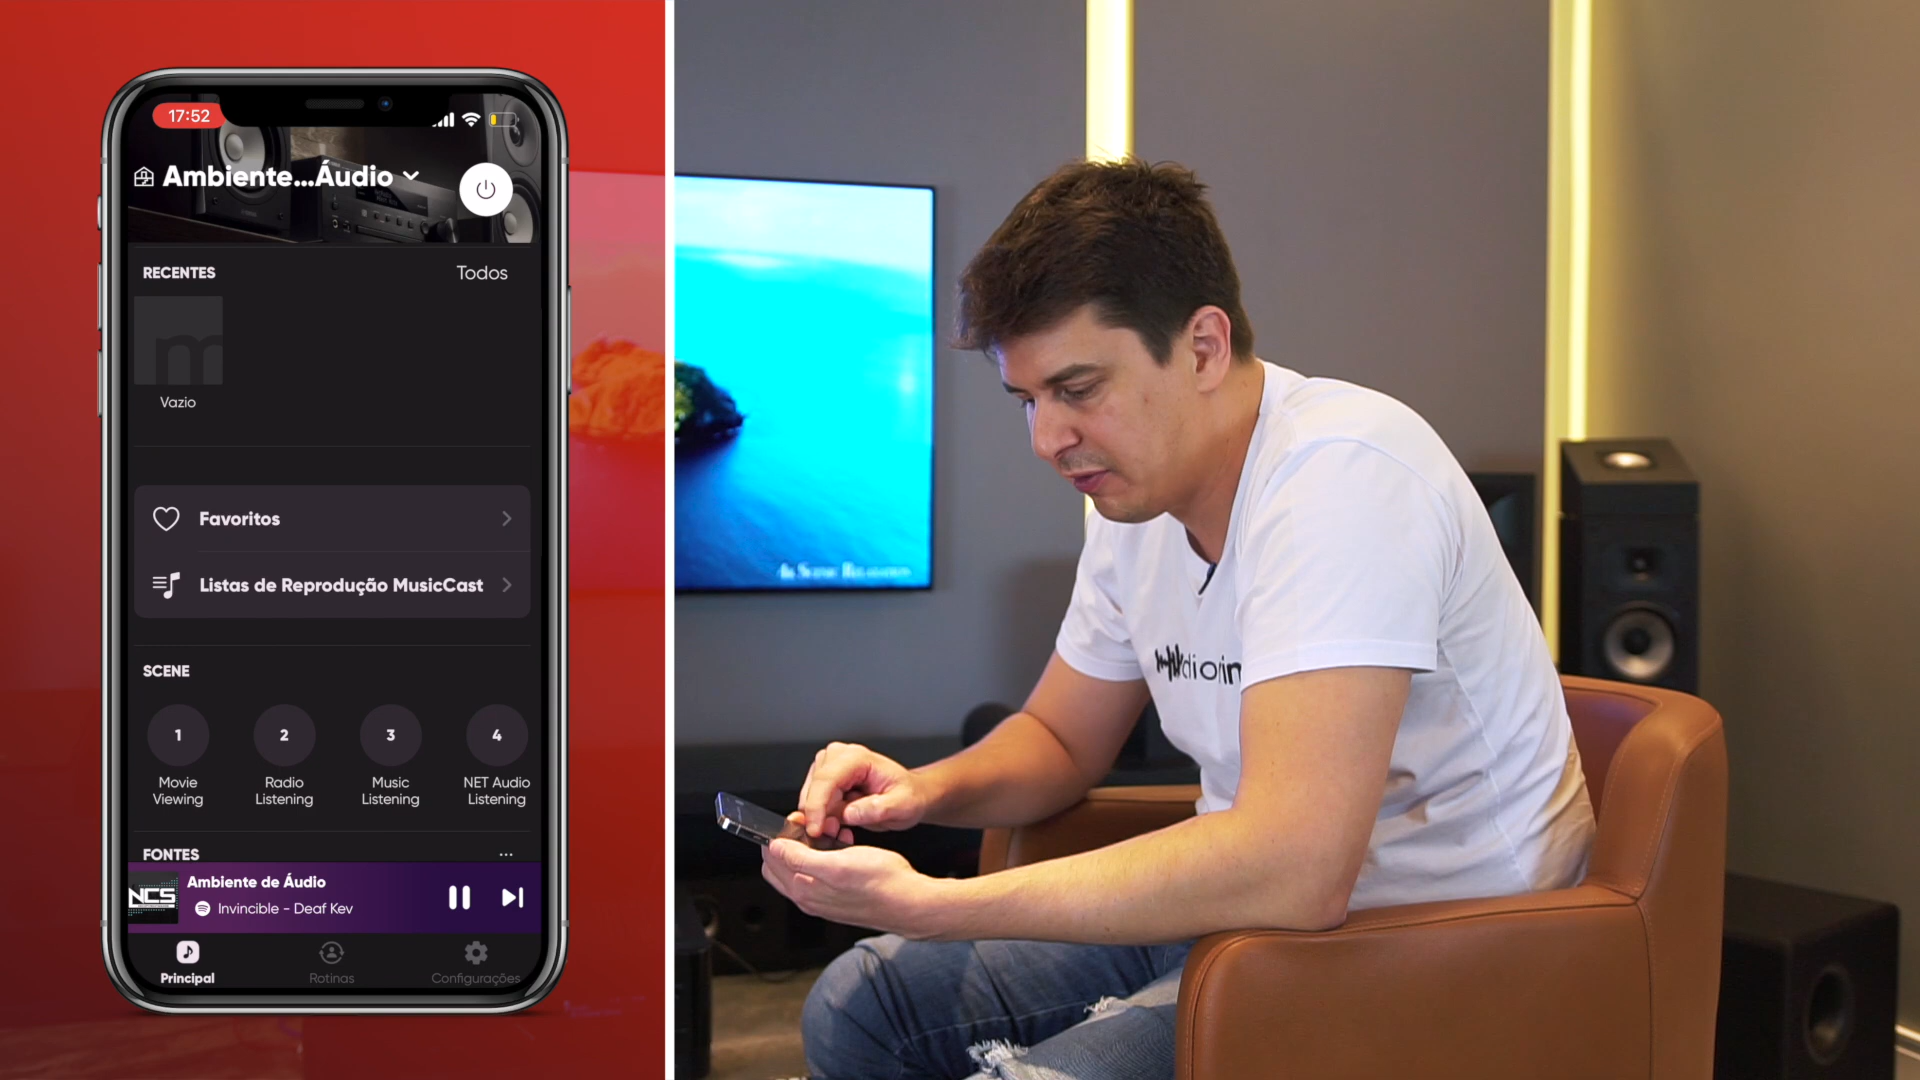 17:52
Ambiente...Áudio
RECENTES
Todos
m
Vazio
Favoritos
Listas de Reprodução MusicCast
SCENE
1
2
3
4
Movie
Viewing
Radio
Listening
Music
Listening
NET Audio
Listening
FONTES
...
NCS
Ambiente de Áudio
Invincible - Deaf Kev
Principal
Rotinas
Configurações